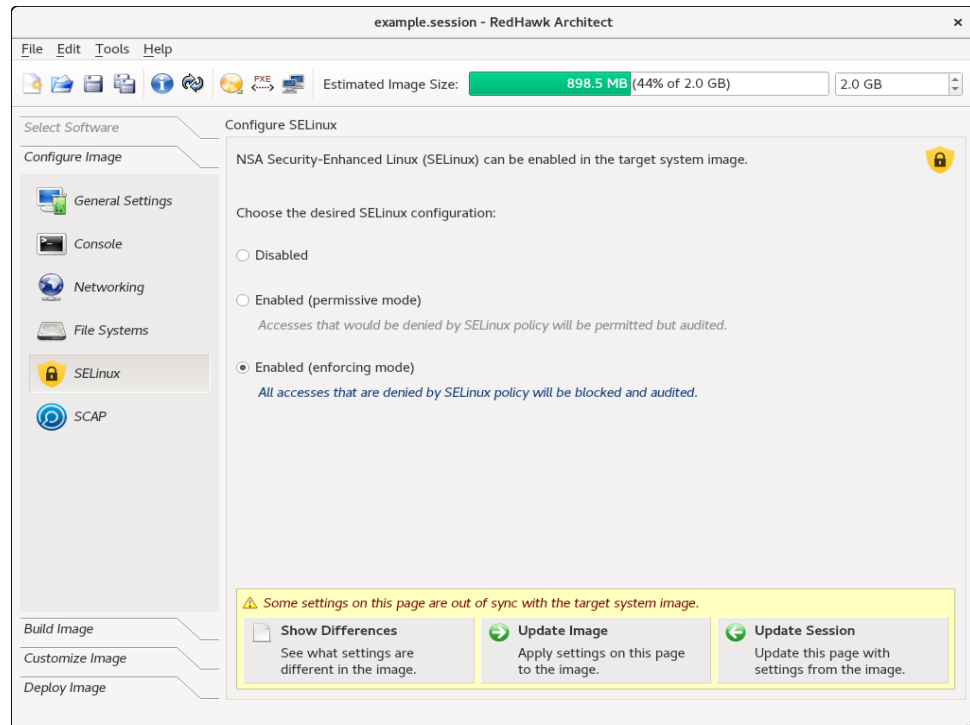 example.session - RedHawk Architect
File Edit Tools Help
PXE
Estimated Image Size:
898.5 MB (44% of 2.0 GB)
2.0 GB
Select Software
Configure Image
General Settings
Console
Networking
File Systems
SELinux
SCAP
Build Image
Customize Image
Deploy Image
Configure SELinux
NSA Security-Enhanced Linux (SELinux) can be enabled in the target system image.
Choose the desired SELinux configuration:
Disabled
Enabled (permissive mode)
Accesses that would be denied by SELinux policy will be permitted but audited.
Enabled (enforcing mode)
All accesses that are denied by SELinux policy will be blocked and audited.
Some settings on this page are out of sync with the target system image.
Show Differences
See what settings are
different in the image.
Update Image
Apply settings on this page
to the image.
Update Session
Update this page with
settings from the image.